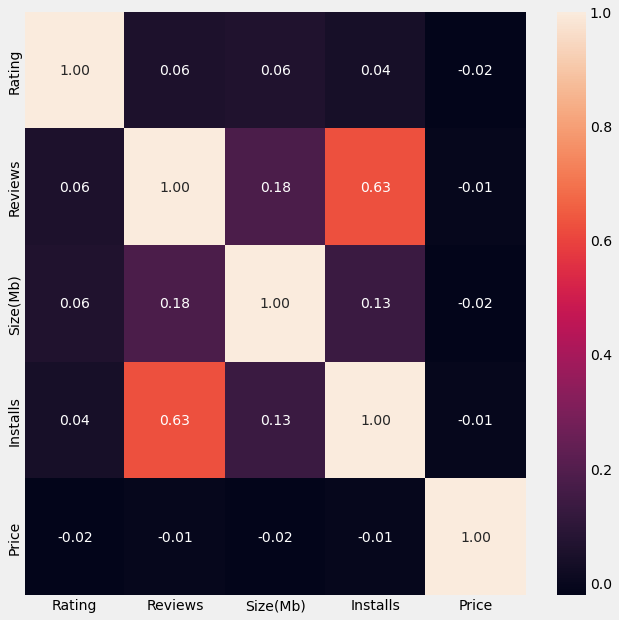 Rating 1.00 0.06 0.06 0.04 -0.02
Reviews 0.06 1.00 0.18 0.63 -0.01
Size(Mb) 0.06 0.18 1.00 0.13 -0.02
Installs 0.04 0.63 0.13 1.00 -0.01
Price -0.02 -0.01 -0.02 -0.01 1.00
Rating Reviews Size(Mb) Installs Price
1.0
0.8
0.6
0.4
0.2
0.0